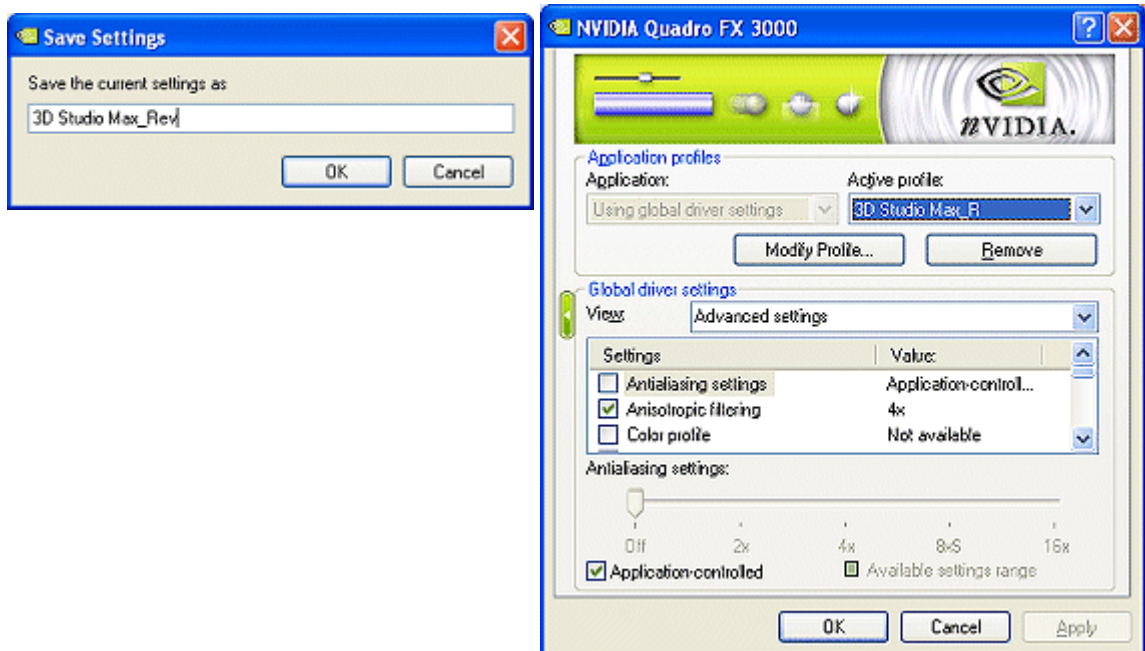 Save Settings
Save the current settings as
3D Studio Max_Rev
OK Cancel
NVIDIA Quadro FX 3000
nVIDIA.
Application profiles
Application: Active profile:
Using global driver settings 3D Studio Max_R
Modify Profile... Remove
Global driver settings
View: Advanced settings
Settings Value:
Antialiasing settings Application-controll...
Anisotropic filtering 4x
Color profile Not available
Antialiasing settings:
Off 2x 4x 8xS 16x
Application-controlled Available settings range
OK Cancel Apply